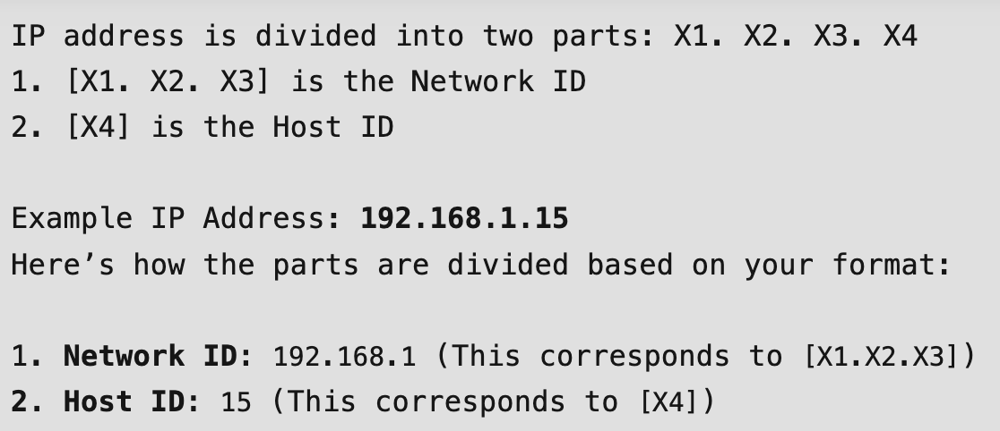 IP address is divided into two parts: X1. X2. X3. X4
1. [X1. X2. X3] is the Network ID
2. [X4] is the Host ID
Example IP Address: 192.168.1.15
Here’s how the parts are divided based on your format:
1. Network ID: 192.168.1 (This corresponds to [X1.X2.X3])
2. Host ID: 15 (This corresponds to [X4])